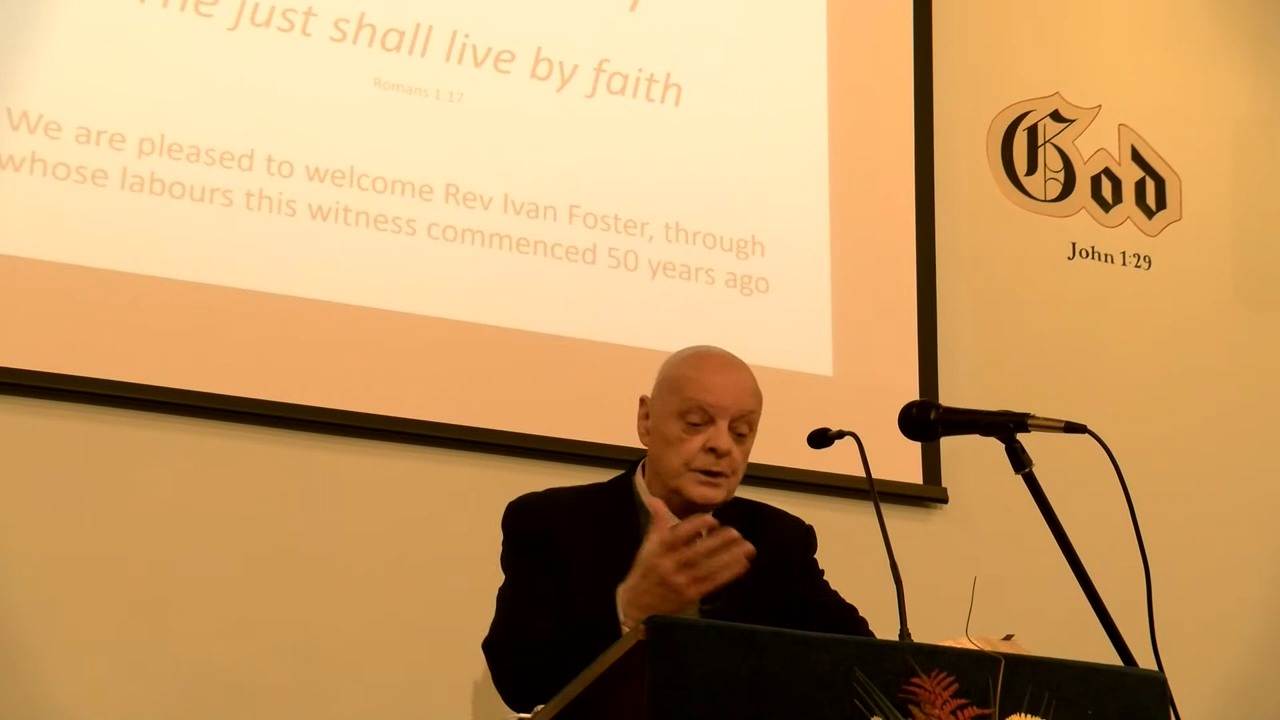 The just shall live by faith
Romans 1:17
We are pleased to welcome Rev Ivan Foster, through
whose labours this witness commenced 50 years ago
God
John 1:29